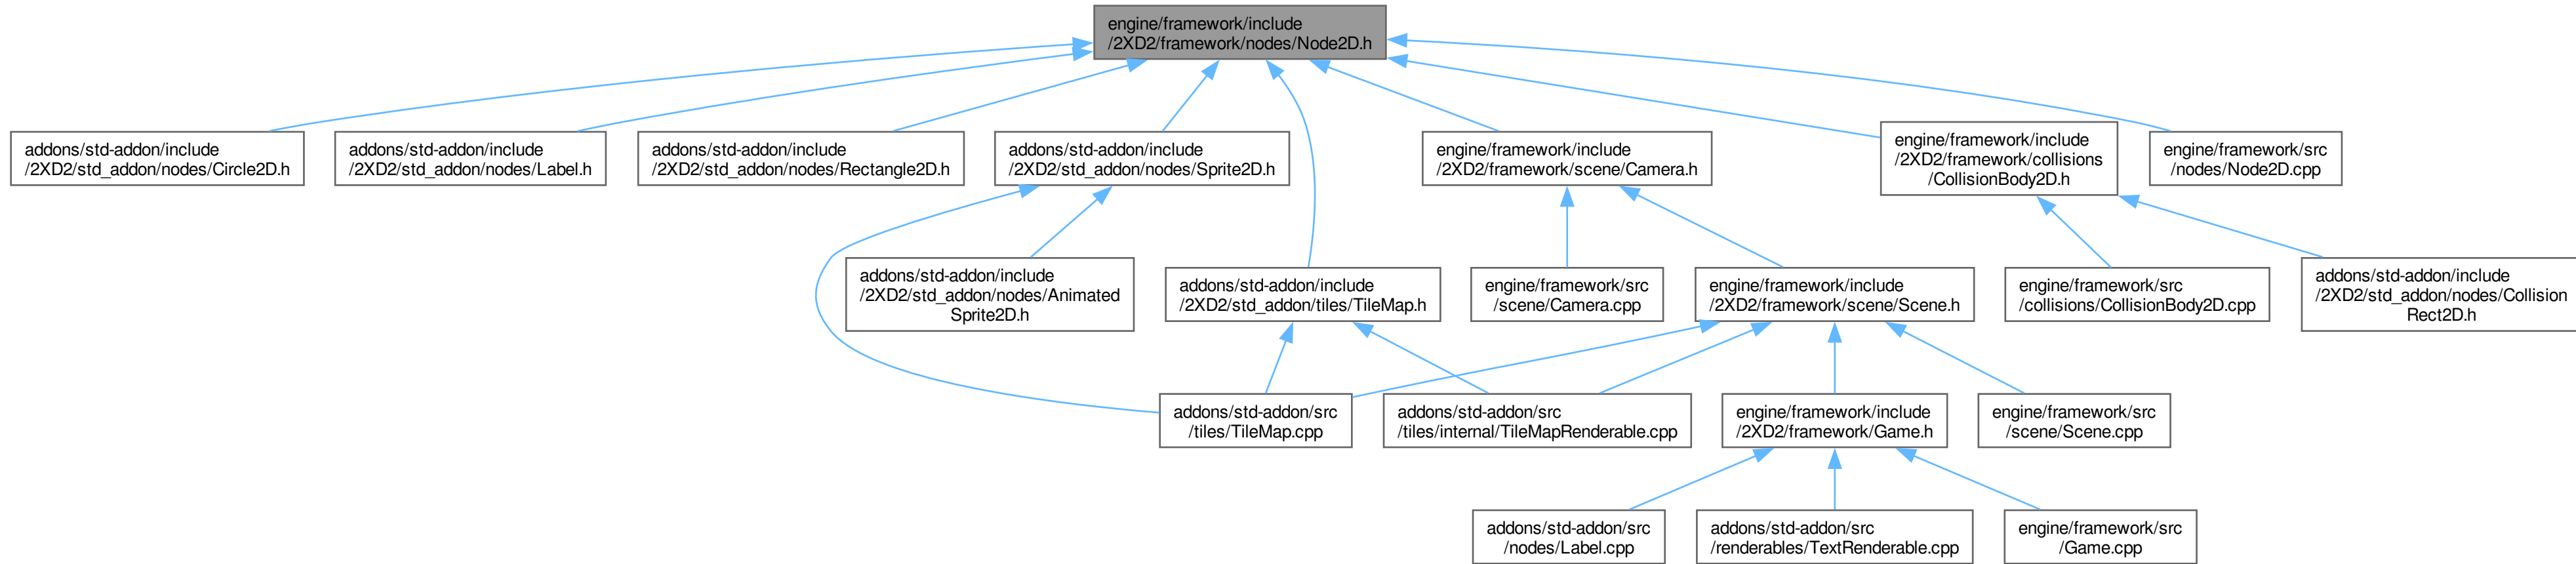 engine/framework/include
/2XD2/framework/nodes/Node2D.h
addons/std-addon/include
/2XD2/std_addon/nodes/Circle2D.h
addons/std-addon/include
/2XD2/std_addon/nodes/Label.h
addons/std-addon/include
/2XD2/std_addon/nodes/Rectangle2D.h
addons/std-addon/include
/2XD2/std_addon/nodes/Sprite2D.h
engine/framework/include
/2XD2/framework/scene/Camera.h
engine/framework/include
/2XD2/framework/collisions
/CollisionBody2D.h
engine/framework/src
/nodes/Node2D.cpp
addons/std-addon/include
/2XD2/std_addon/nodes/Animated
Sprite2D.h
addons/std-addon/include
/2XD2/std_addon/tiles/TileMap.h
engine/framework/src
/scene/Camera.cpp
engine/framework/include
/2XD2/framework/scene/Scene.h
engine/framework/src
/collisions/CollisionBody2D.cpp
addons/std-addon/include
/2XD2/std_addon/nodes/Collision
Rect2D.h
addons/std-addon/src
/tiles/TileMap.cpp
addons/std-addon/src
/tiles/internal/TileMapRenderable.cpp
engine/framework/include
/2XD2/framework/Game.h
engine/framework/src
/scene/Scene.cpp
addons/std-addon/src
/nodes/Label.cpp
addons/std-addon/src
/renderables/TextRenderable.cpp
engine/framework/src
/Game.cpp